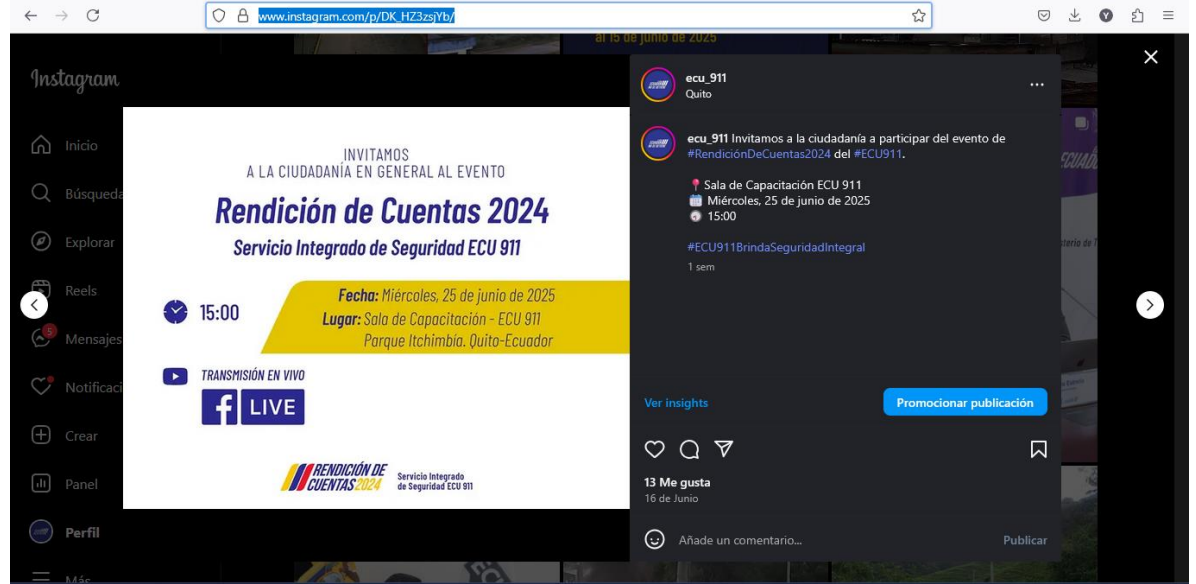 www.instagram.com/p/DK_HZ3zsjYb/
al 15 de junio de 2025
Instagram
Inicio
Búsqueda
Explorar
Reels
5
Mensajes
Notificaci
Crear
Panel
Perfil
Más
INVITAMOS
A LA CIUDADANÍA EN GENERAL AL EVENTO
Rendición de Cuentas 2024
Servicio Integrado de Seguridad ECU 911
15:00
Fecha: Miércoles, 25 de junio de 2025
Lugar: Sala de Capacitación - ECU 911
Parque Itchimbía. Quito-Ecuador
TRANSMISIÓN EN VIVO
f LIVE
RENDICIÓN DE
CUENTAS 2024
Servicio Integrado
de Seguridad ECU 911
ecu_911
Quito
ecu_911 Invitamos a la ciudadanía a participar del evento de
#RendiciónDeCuentas2024 del #ECU911.
Sala de Capacitación ECU 911
Miércoles, 25 de junio de 2025
15:00
#ECU911BrindaSeguridadIntegral
1 sem
Ver insights
Promocionar publicación
13 Me gusta
16 de Junio
Añade un comentario...
Publicar